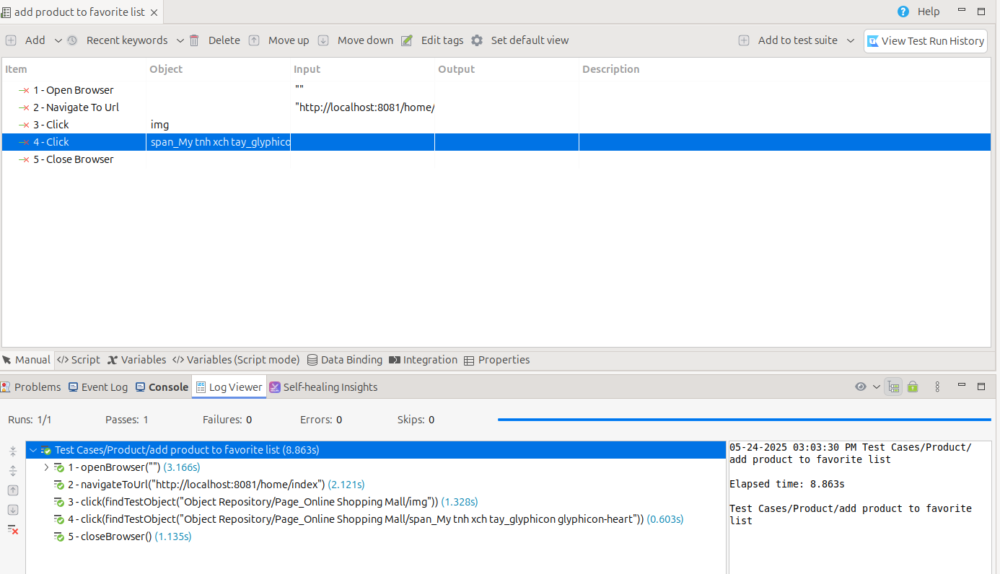 add product to favorite list
Help
Add Recent keywords Delete Move up Move down Edit tags Set default view Add to test suite View Test Run History
Item Object Input Output Description
1 - Open Browser ""
2 - Navigate To Url "http://localhost:8081/home/
3 - Click img
4 - Click span_My tnh xch tay_glyphico
5 - Close Browser
Manual </> Script Variables </> Variables (Script mode) Data Binding Integration Properties
Problems Event Log Console Log Viewer Self-healing Insights
Runs: 1/1 Passes: 1 Failures: 0 Errors: 0 Skips: 0
Test Cases/Product/add product to favorite list (8.863s)
1 - openBrowser("") (3.166s)
2 - navigateToUrl("http://localhost:8081/home/index") (2.121s)
3 - click(findTestObject("Object Repository/Page_Online Shopping Mall/img")) (1.328s)
4 - click(findTestObject("Object Repository/Page_Online Shopping Mall/span_My tnh xch tay_glyphicon glyphicon-heart")) (0.603s)
5 - closeBrowser() (1.135s)
05-24-2025 03:03:30 PM Test Cases/Product/
add product to favorite list
Elapsed time: 8.863s
Test Cases/Product/add product to favorite
list